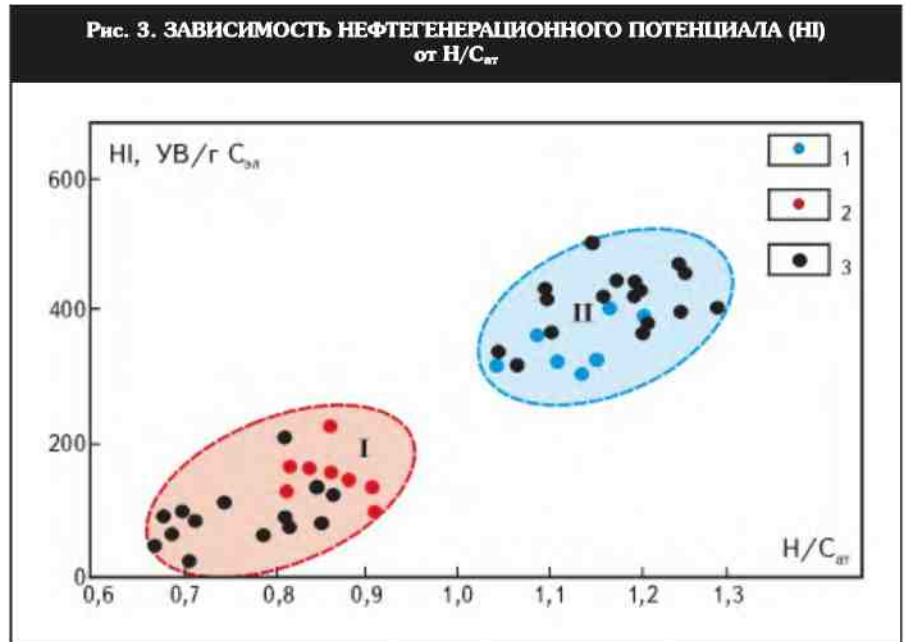 Рис. 3. ЗАВИСИМОСТЬ НЕФТЕГЕНЕРАЦИОННОГО ПОТЕНЦИАЛА (HI)
от H/Cат
HI, УВ/г Cэл
600
400
200
0
1
2
3
II
I
H/Cат
0,6 0,7 0,8 0,9 1,0 1,1 1,2 1,3